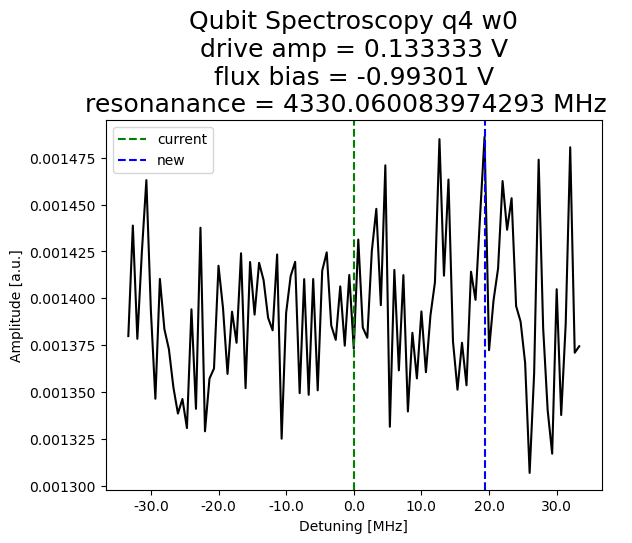 Qubit Spectroscopy q4 w0
drive amp = 0.133333 V
flux bias = -0.99301 V
resonanance = 4330.060083974293 MHz
current
new
0.001475
0.001450
0.001425
0.001400
0.001375
0.001350
0.001325
0.001300
Amplitude [a.u.]
-30.0 -20.0 -10.0 0.0 10.0 20.0 30.0
Detuning [MHz]